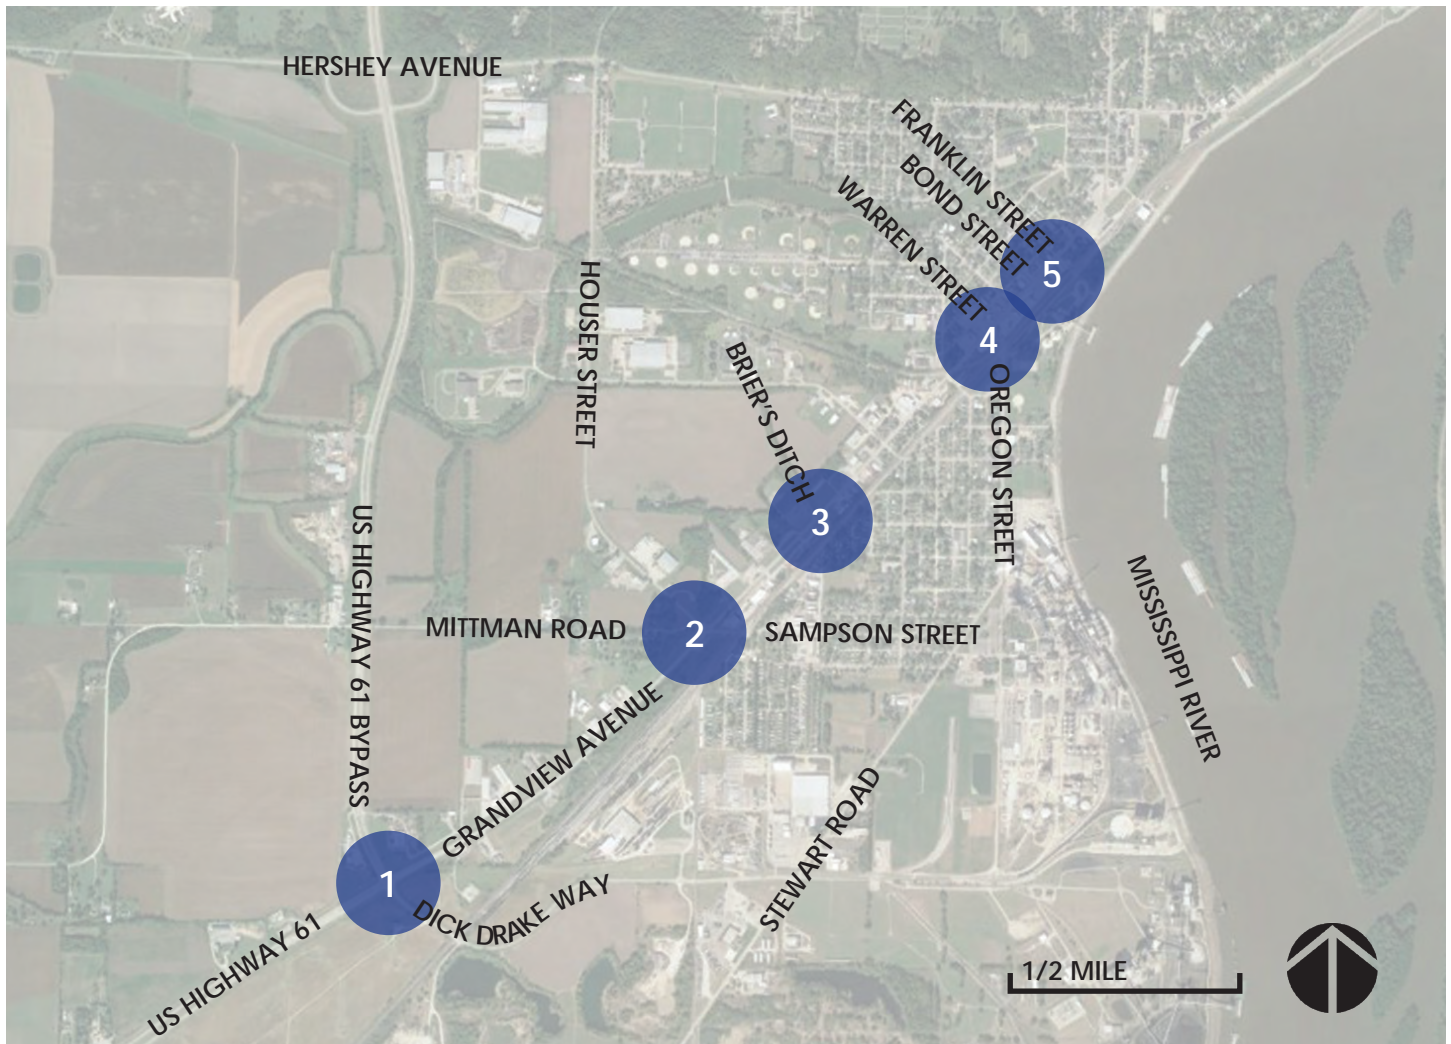 HERSHEY AVENUE
FRANKLIN STREET
BOND STREET
WARREN STREET
5
4
HOUSER STREET
BRIER'S DITCH
OREGON STREET
3
US HIGHWAY 61 BYPASS
MITTMAN ROAD
2
SAMPSON STREET
MISSISSIPPI RIVER
GRANDVIEW AVENUE
STEWART ROAD
1
DICK DRAKE WAY
US HIGHWAY 61
1/2 MILE